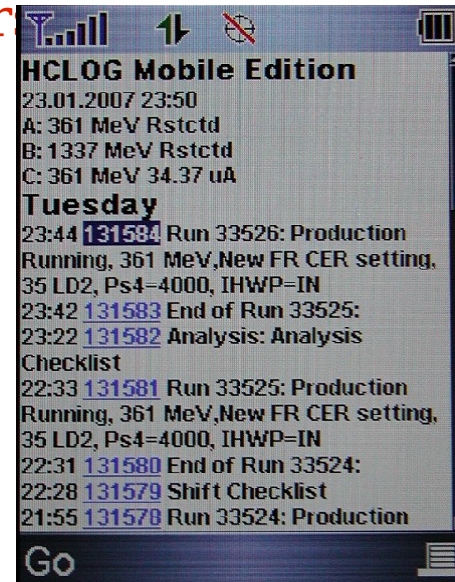 HCLOG Mobile Edition
23.01.2007 23:50
A: 361 MeV Rstctd
B: 1337 MeV Rstctd
C: 361 MeV 34.37 uA
Tuesday
23:44 131584 Run 33526: Production
Running, 361 MeV,New FR CER setting,
35 LD2, Ps4=4000, IHWP=IN
23:42 131583 End of Run 33525:
23:22 131582 Analysis: Analysis
Checklist
22:33 131581 Run 33525: Production
Running, 361 MeV,New FR CER setting,
35 LD2, Ps4=4000, IHWP=IN
22:31 131580 End of Run 33524:
22:28 131579 Shift Checklist
21:55 131578 Run 33524: Production
Go